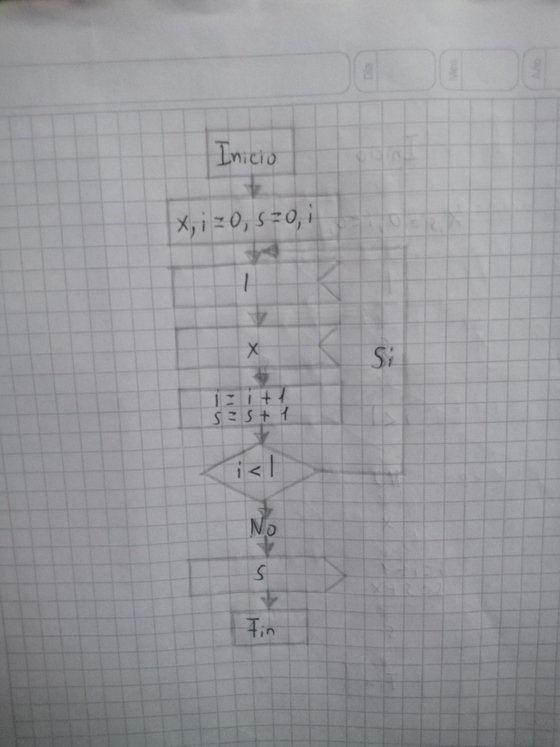 Inicio
x, i=0, s=0, i
l
x
i = i + 1
s = s + 1
Si
i < l
No
s
Fin